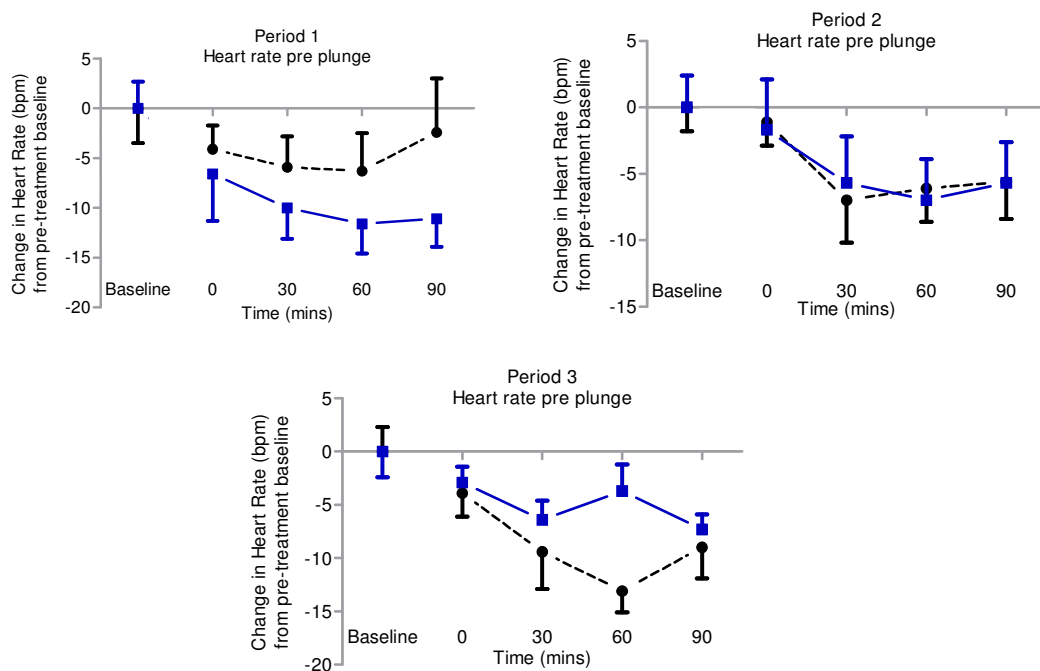 Period 1
Heart rate pre plunge
Change in Heart Rate (bpm)
from pre-treatment baseline
5
0
-5
-10
-15
-20
Baseline
0
30
60
90
Time (mins)
Period 2
Heart rate pre plunge
Change in Heart Rate (bpm)
from pre-treatment baseline
5
0
-5
-10
-15
Baseline
0
30
60
90
Time (mins)
Period 3
Heart rate pre plunge
Change in Heart Rate (bpm)
from pre-treatment baseline
5
0
-5
-10
-15
-20
Baseline
0
30
60
90
Time (mins)